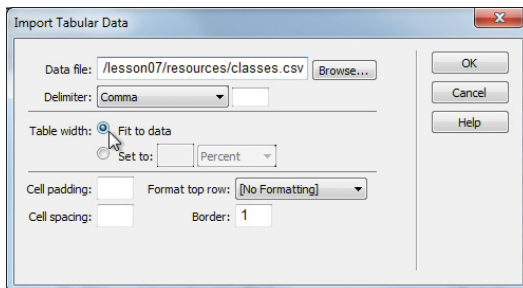 Import Tabular Data
Data file: /lesson07/resources/classes.csv Browse... OK
Delimiter: Comma Cancel
Table width: Fit to data Help
Set to: Percent
Cell padding: Format top row: [No Formatting]
Cell spacing: Border: 1